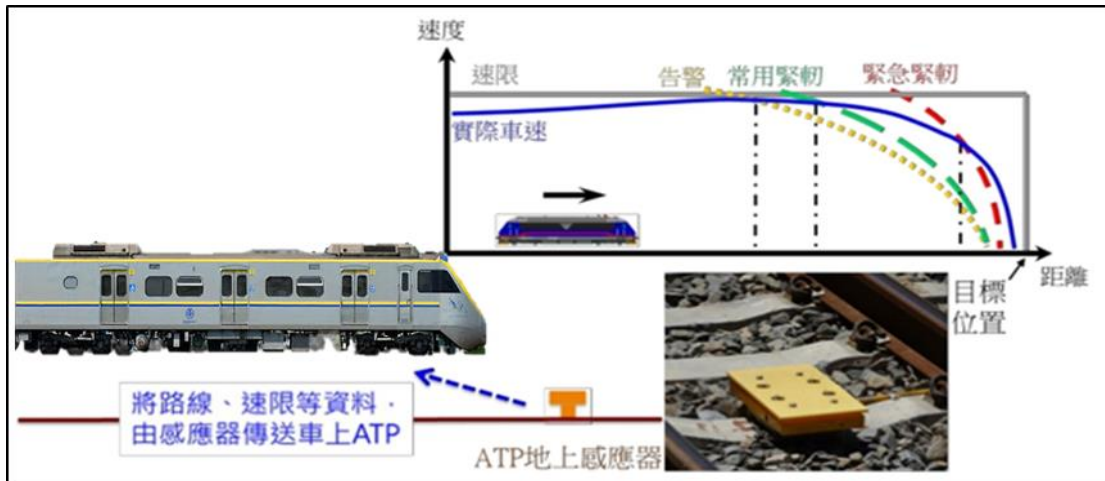 速度
速限
告警
常用緊軔
緊急緊軔
實際車速
目標
位置
距離
將路線、速限等資料，
由感應器傳送車上ATP
ATP地上感應器